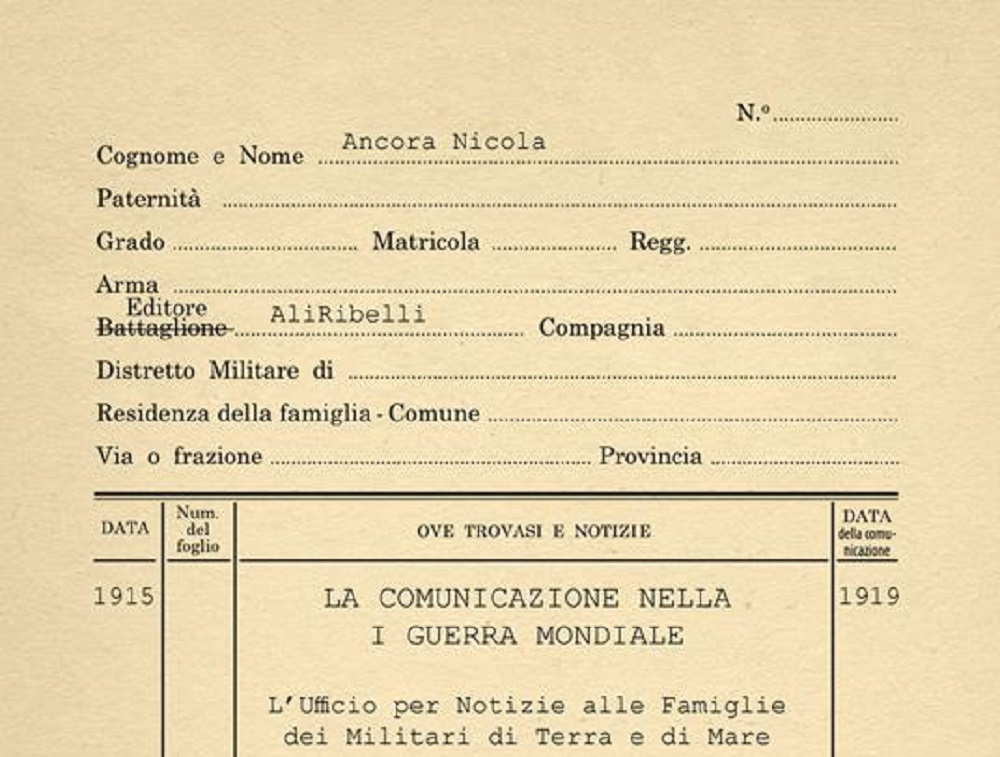 N.º
Cognome e Nome Ancora Nicola
Paternità
Grado Matricola Regg.
Arma
Editore
Battaglione AliRibelli Compagnia
Distretto Militare di
Residenza della famiglia - Comune
Via o frazione Provincia
DATA Num. del foglio OVE TROVASI E NOTIZIE DATA della comu-nicazione
1915 LA COMUNICAZIONE NELLA 1919
I GUERRA MONDIALE
L'Ufficio per Notizie alle Famiglie
dei Militari di Terra e di Mare